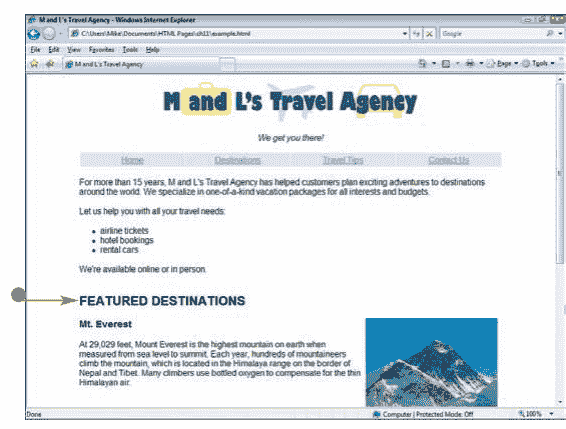 M and L's Travel Agency - Windows Internet Explorer
C:\Users\Mike\Documents\HTML Pages\ch11\example.html
Google
File Edit View Favorites Tools Help
M and L's Travel Agency
Page Tools
M and L's Travel Agency
We get you there!
Home Destinations Travel Tips Contact Us
For more than 15 years, M and L's Travel Agency has helped customers plan exciting adventures to destinations
around the world. We specialize in one-of-a-kind vacation packages for all interests and budgets.
Let us help you with all your travel needs:
• airline tickets
• hotel bookings
• rental cars
We're available online or in person.
FEATURED DESTINATIONS
Mt. Everest
At 29,029 feet, Mount Everest is the highest mountain on earth when
measured from sea level to summit. Each year, hundreds of mountaineers
climb the mountain, which is located in the Himalaya range on the border of
Nepal and Tibet. Many climbers use bottled oxygen to compensate for the thin
Himalayan air.
Done
Computer | Protected Mode: Off
100%